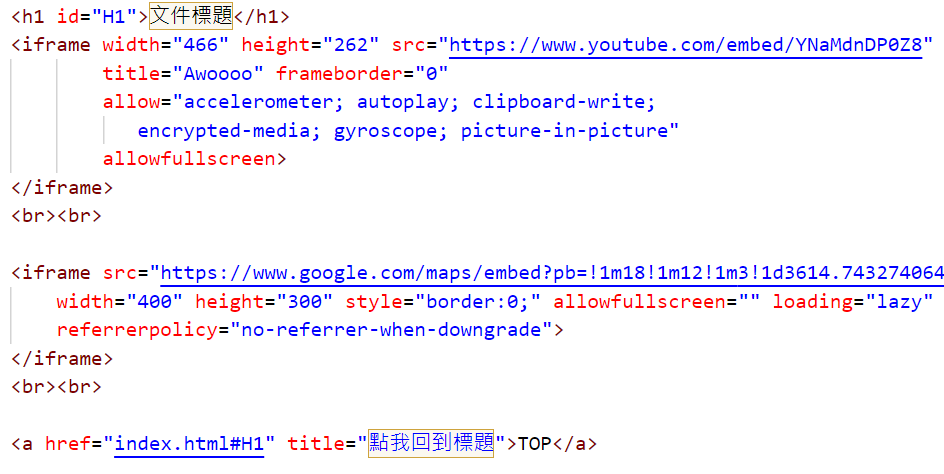 <h1 id="H1">文件標題</h1>
<iframe width="466" height="262" src="https://www.youtube.com/embed/YNaMdnDP0Z8"
title="Awoooo" frameborder="0"
allow="accelerometer; autoplay; clipboard-write;
encrypted-media; gyroscope; picture-in-picture"
allowfullscreen>
</iframe>
<br><br>
<iframe src="https://www.google.com/maps/embed?pb=!1m18!1m12!1m3!1d3614.743274064
width="400" height="300" style="border:0;" allowfullscreen="" loading="lazy"
referrerpolicy="no-referrer-when-downgrade">
</iframe>
<br><br>
<a href="index.html#H1" title="點我回到標題">TOP</a>